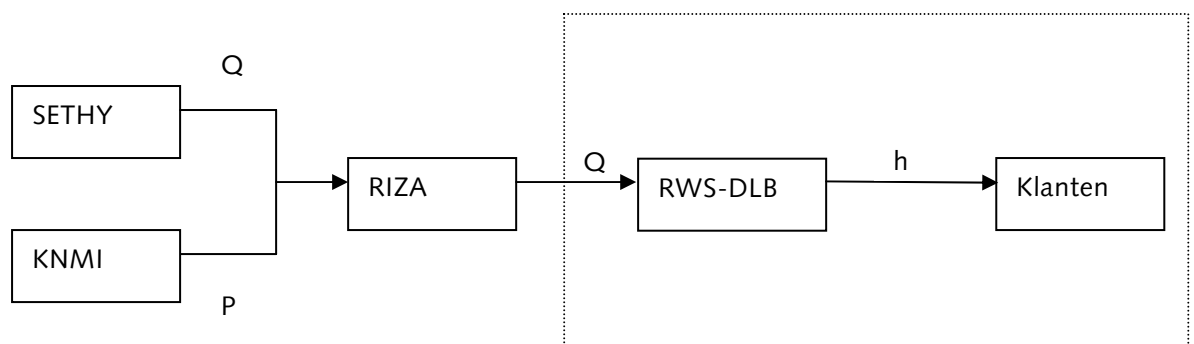 Q
SETHY
RIZA
Q
RWS-DLB
h
Klanten
KNMI
P